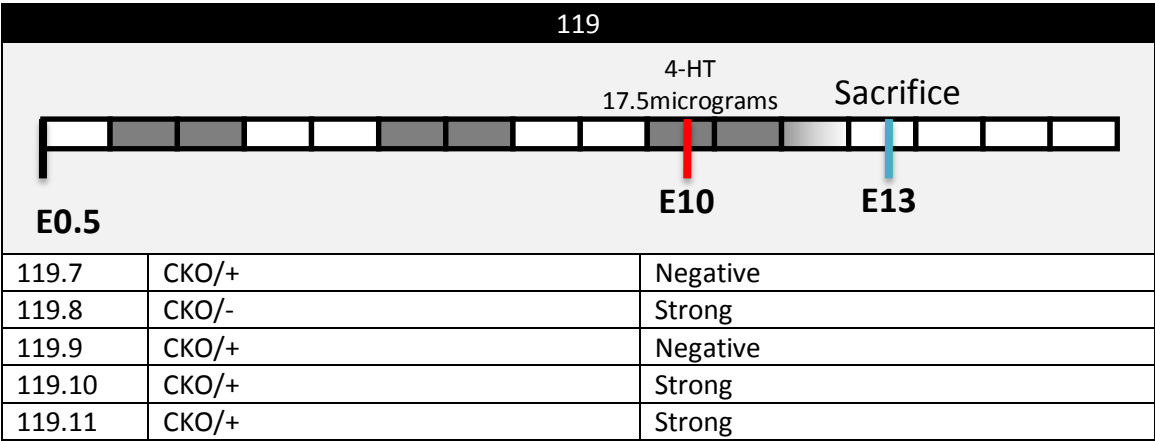 119
4-HT
17.5micrograms
Sacrifice
E0.5
E10
E13
119.7 CKO/+ Negative
119.8 CKO/- Strong
119.9 CKO/+ Negative
119.10 CKO/+ Strong
119.11 CKO/+ Strong